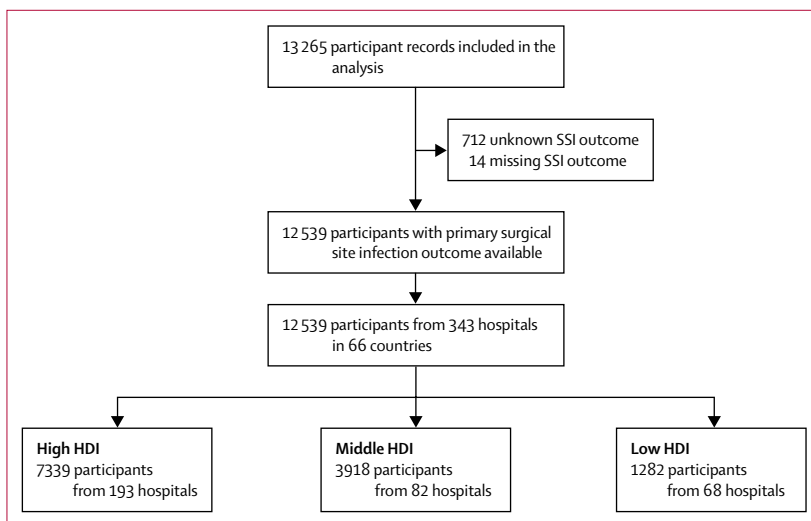 13 265 participant records included in the
analysis
712 unknown SSI outcome
14 missing SSI outcome
12 539 participants with primary surgical
site infection outcome available
12 539 participants from 343 hospitals
in 66 countries
High HDI
7339 participants
from 193 hospitals
Middle HDI
3918 participants
from 82 hospitals
Low HDI
1282 participants
from 68 hospitals